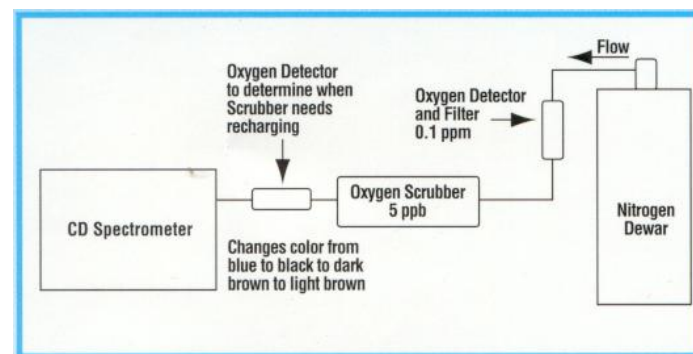 Flow
Oxygen Detector
to determine when
Scrubber needs
recharging
Oxygen Detector
and Filter
0.1 ppm
Oxygen Scrubber
5 ppb
CD Spectrometer
Nitrogen
Dewar
Changes color from
blue to black to dark
brown to light brown